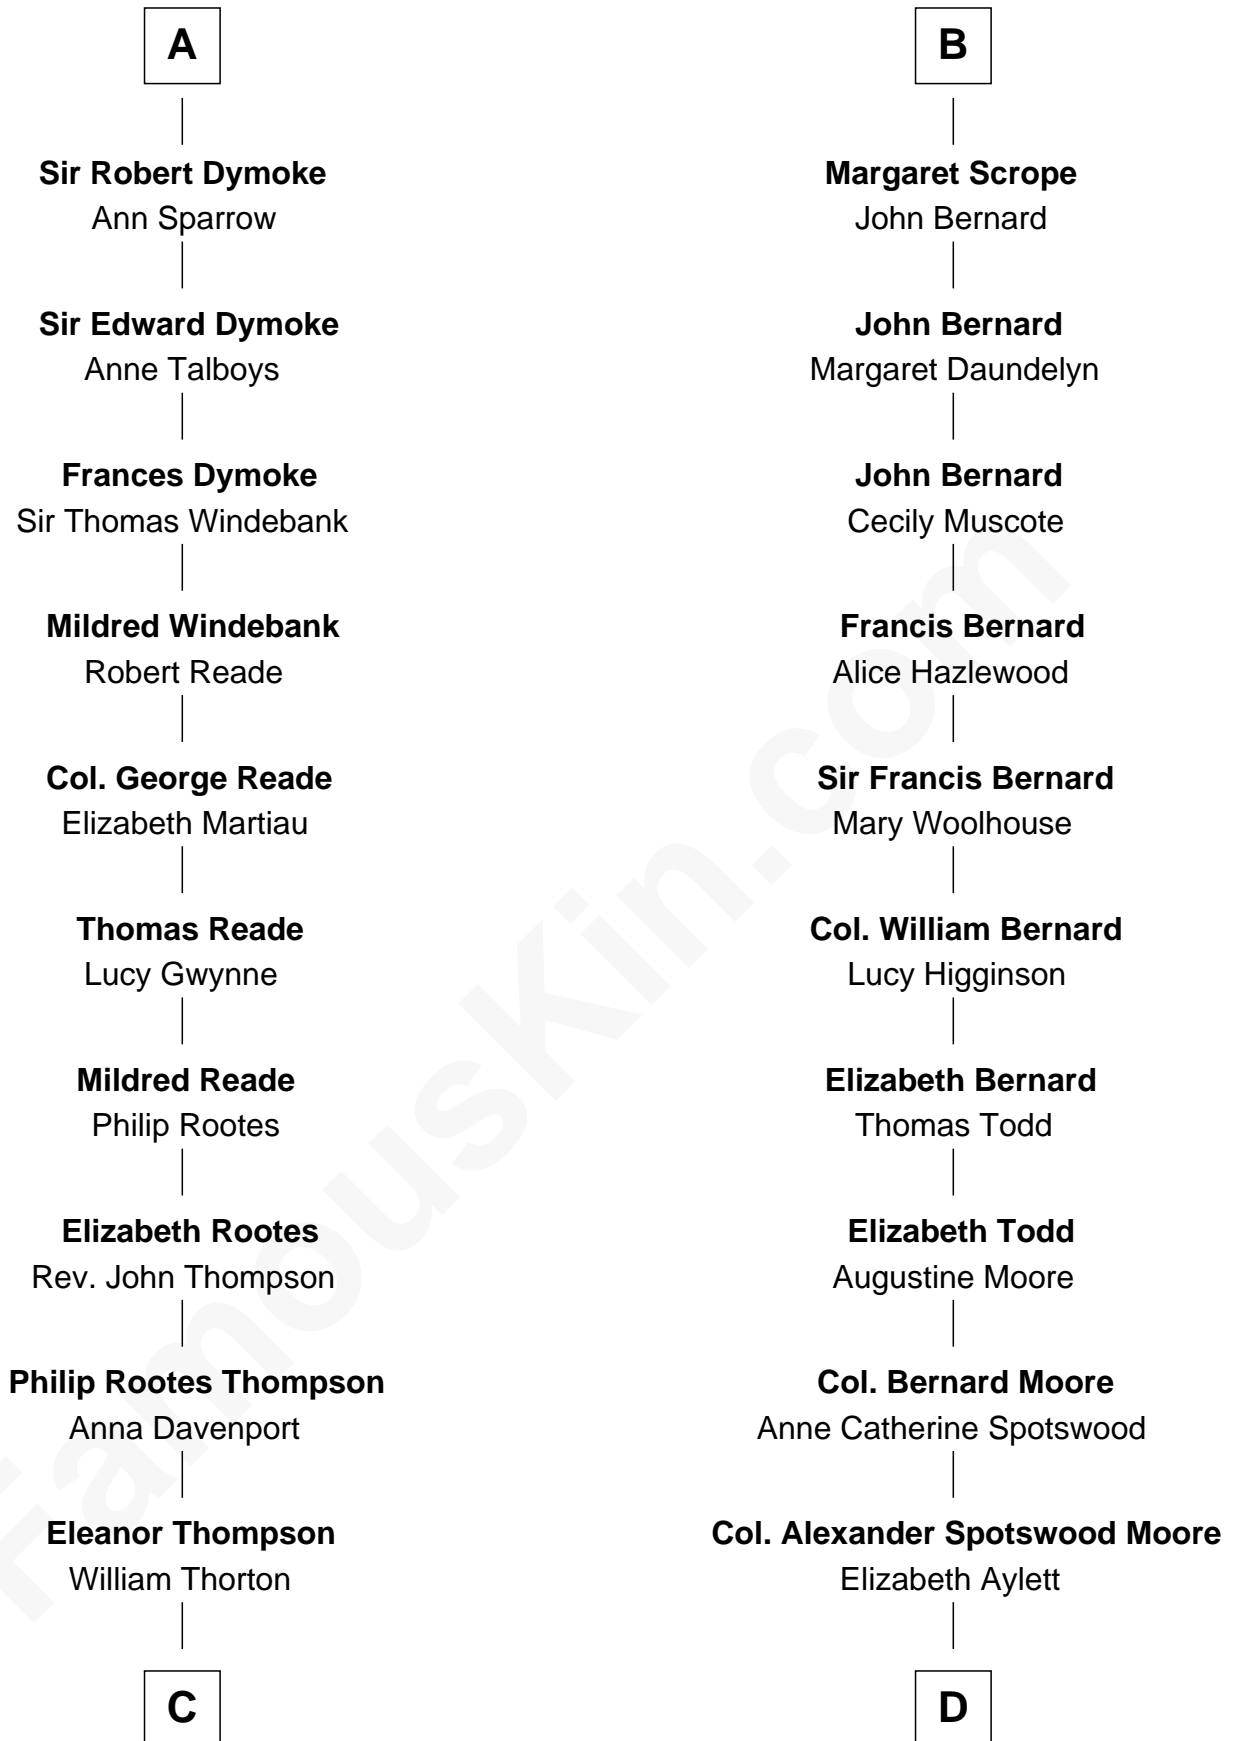 A
Sir Robert Dymoke
Ann Sparrow
Sir Edward Dymoke
Anne Talboys
Frances Dymoke
Sir Thomas Windebank
Mildred Windebank
Robert Reade
Col. George Reade
Elizabeth Martiau
Thomas Reade
Lucy Gwynne
Mildred Reade
Philip Rootes
Elizabeth Rootes
Rev. John Thompson
Philip Rootes Thompson
Anna Davenport
Eleanor Thompson
William Thorton
C
B
Margaret Scrope
John Bernard
John Bernard
Margaret Daundelyn
John Bernard
Cecily Muscote
Francis Bernard
Alice Hazlewood
Sir Francis Bernard
Mary Woolhouse
Col. William Bernard
Lucy Higginson
Elizabeth Bernard
Thomas Todd
Elizabeth Todd
Augustine Moore
Col. Bernard Moore
Anne Catherine Spotswood
Col. Alexander Spotswood Moore
Elizabeth Aylett
D
FamousKin.com